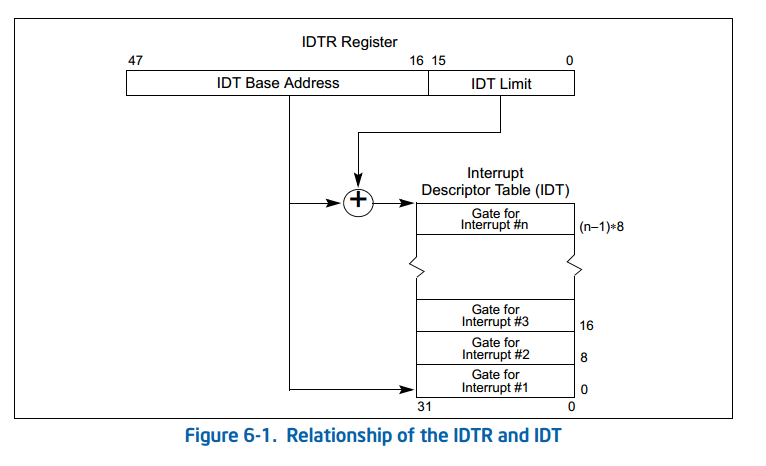 IDTR Register
47 16 15 0
IDT Base Address IDT Limit
+
Interrupt
Descriptor Table (IDT)
Gate for
Interrupt #n
(n–1)∗8
Gate for
Interrupt #3
16
Gate for
Interrupt #2
8
Gate for
Interrupt #1
0
31 0
Figure 6-1. Relationship of the IDTR and IDT